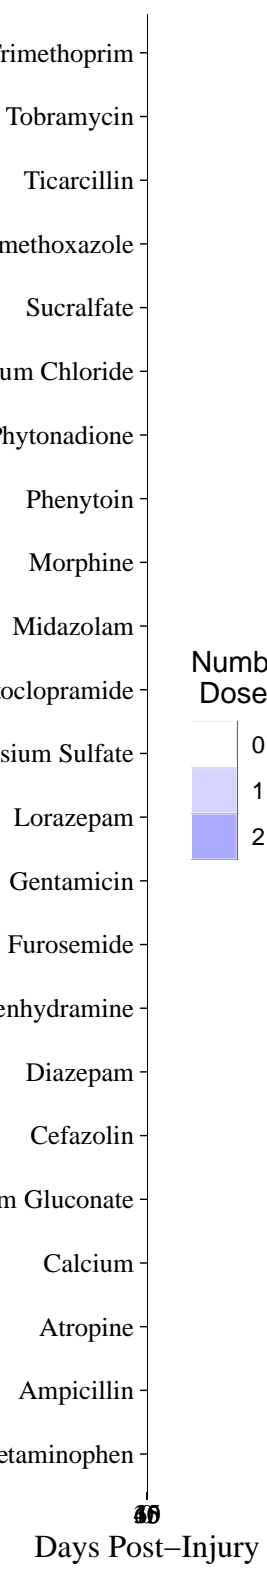 rimethoprim
Tobramycin
Ticarcillin
methoxazole
Sucralfate
um Chloride
Phytonadione
Phenytoin
Morphine
Midazolam
Numb
oclopramide
Dose
sium Sulfate
0
1
Lorazepam
2
Gentamicin
Furosemide
enhydramine
Diazepam
Cefazolin
m Gluconate
Calcium
Atropine
Ampicillin
etaminophen
Days Post–Injury